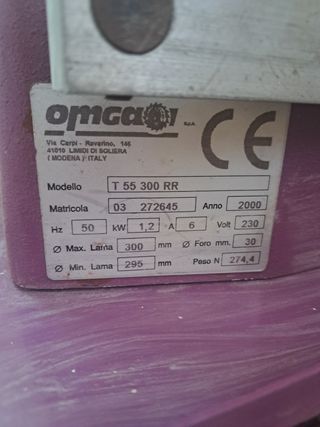 OMGA S.p.A.
Via Carpi - Ravarino, 146
41010 LIMIDI DI SOLIERA
( MODENA ) ITALY
CE
Modello T 55 300 RR
Matricola 03 272645 Anno 2000
Hz 50 kW 1,2 A 6 Volt 230
Ø Max. Lama 300 mm Ø Foro mm. 30
Ø Min. Lama 295 mm Peso N 274,4